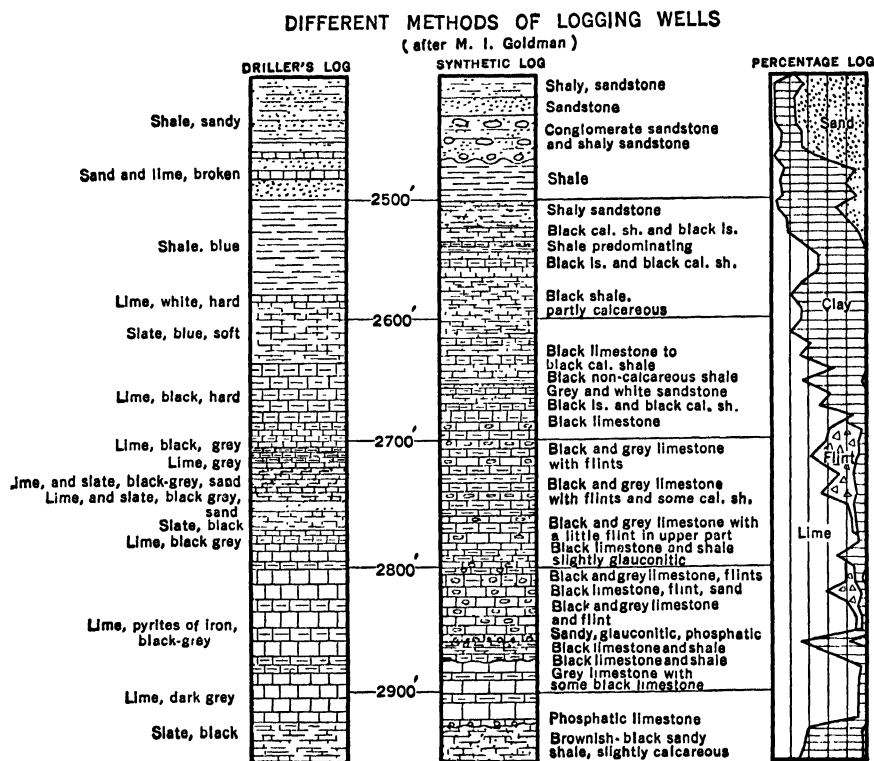 DIFFERENT METHODS OF LOGGING WELLS
(after M. I. Goldman)
DRILLER'S LOG
SYNTHETIC LOG
PERCENTAGE LOG
Shale, sandy
Sand and lime, broken
Shale. blue
Lime, white, hard
Slate, blue, soft
Lime, black, hard
Lime, black, grey
Lime, grey
ime, and slate, black-grey, sand
Lime, and slate, black gray,
sand
Slate, black
Lime, black grey
Lime, pyrites of iron,
black-grey
Lime, dark grey
Slate, black
2500'
2600'
2700'
2800'
2900'
Shaly, sandstone
Sandstone
Conglomerate sandstone
and shaly sandstone
Shale
Shaly sandstone
Black cal. sh. and black ls.
Shale predominating
Black ls. and black cal. sh.
Black shale.
partly calcareous
Black limestone to
black cal. shale
Black non-calcareous shale
Grey and white sandstone
Black ls. and black cal. sh.
Black limestone
Black and grey limestone
with flints
Black and grey limestone
with flints and some cal. sh.
Black and grey limestone with
a little flint in upper part
Black limestone and shale
slightly glauconitic
Black and grey limestone, flints
Black limestone, flint, sand
Black and grey limestone
and flint
Sandy, glauconitic, phosphatic
Black limestone and shale
Black limestone and shale
Grey limestone with
some black limestone
Phosphatic limestone
Brownish-black sandy
shale, slightly calcareous
Sand
Clay
Flint
Lime